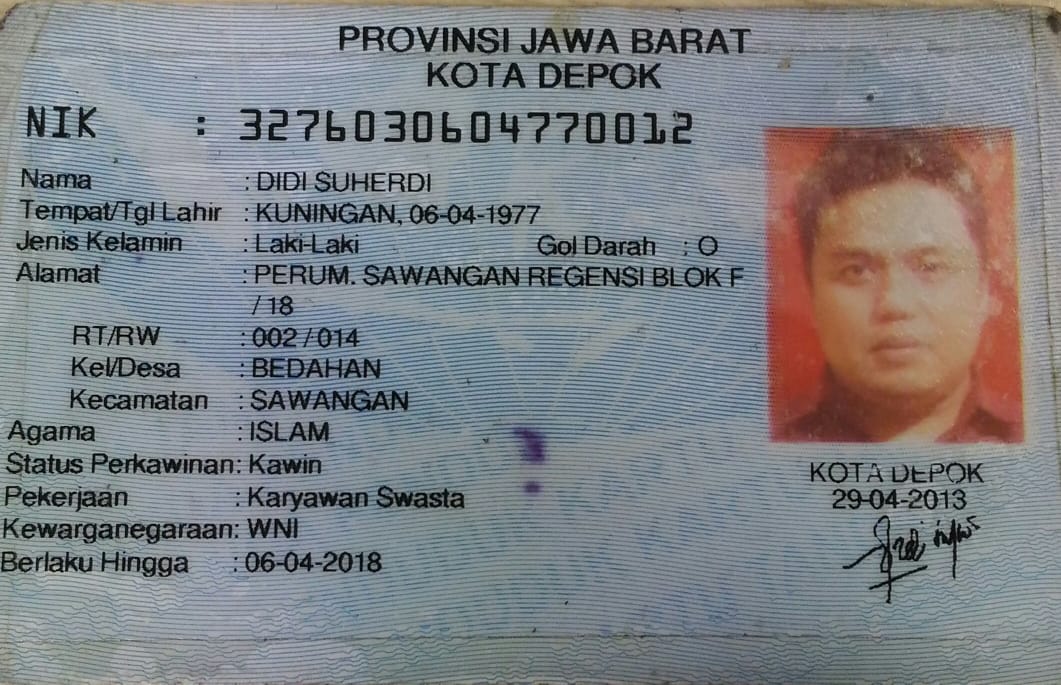 PROVINSI JAWA BARAT
KOTA DEPOK
NIK : 3276030604770012
Nama : DIDI SUHERDI
Tempat/Tgl Lahir : KUNINGAN, 06-04-1977
Jenis Kelamin : Laki-Laki Gol Darah : O
Alamat : PERUM. SAWANGAN REGENSI BLOK F
/ 18
RT/RW : 002 / 014
Kel/Desa : BEDAHAN
Kecamatan : SAWANGAN
Agama : ISLAM
Status Perkawinan: Kawin
Pekerjaan : Karyawan Swasta
Kewarganegaraan: WNI
Berlaku Hingga : 06-04-2018
KOTA DEPOK
29-04-2013